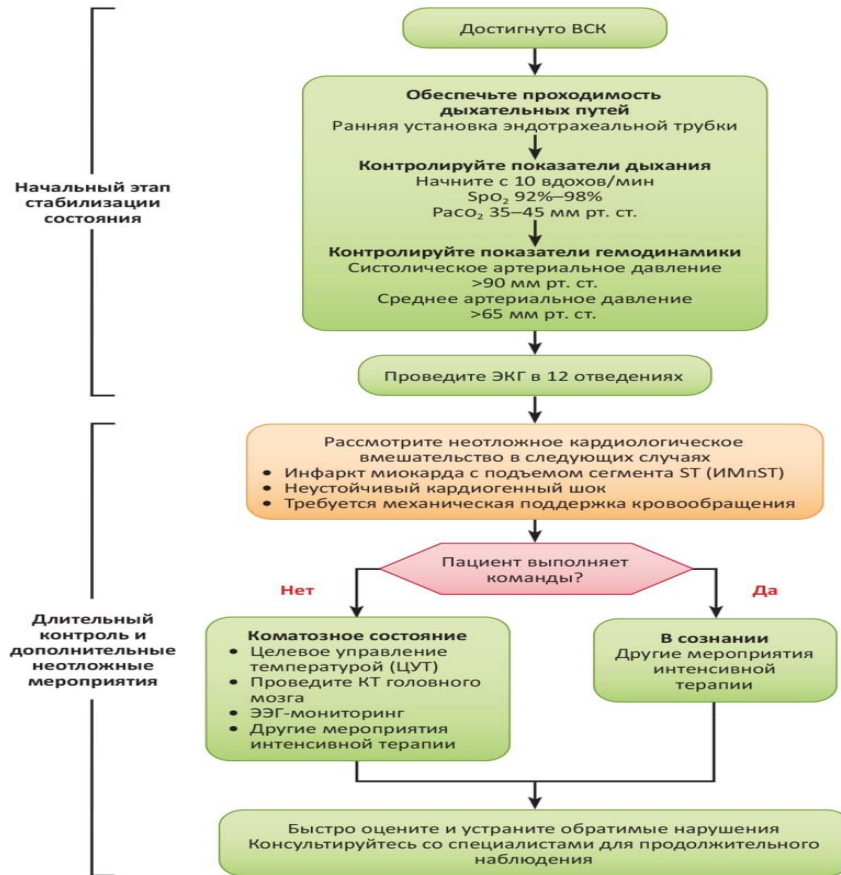 Достигнуто ВСК
Обеспечьте проходимость
дыхательных путей
Ранняя установка эндотрахеальной трубки
Контролируйте показатели дыхания
Начните с 10 вдохов/мин
Spo₂ 92%–98%
Paco₂ 35–45 мм рт. ст.
Контролируйте показатели гемодинамики
Систолическое артериальное давление
>90 мм рт. ст.
Среднее артериальное давление
>65 мм рт. ст.
Начальный этап
стабилизации
состояния
Проведите ЭКГ в 12 отведениях
Рассмотрите неотложное кардиологическое
вмешательство в следующих случаях
• Инфаркт миокарда с подъемом сегмента ST (ИМпST)
• Неустойчивый кардиогенный шок
• Требуется механическая поддержка кровообращения
Пациент выполняет
команды?
Нет
Да
Длительный
контроль и
дополнительные
неотложные
мероприятия
Коматозное состояние
• Целевое управление
температурой (ЦУТ)
• Проведите КТ головного
мозга
• ЭЭГ-мониторинг
• Другие мероприятия
интенсивной терапии
В сознании
Другие мероприятия
интенсивной
терапии
Быстро оцените и устраните обратимые нарушения
Консультируйтесь со специалистами для продолжительного
наблюдения